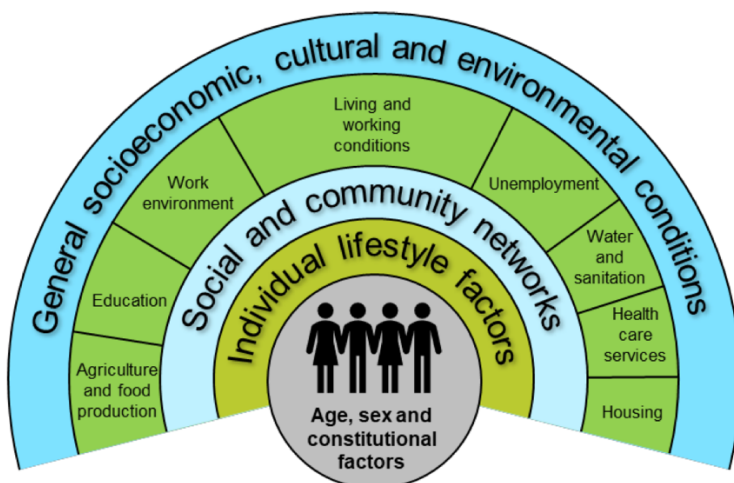 General socioeconomic, cultural and environmental conditions
Living and
working
conditions
Work
environment
Unemployment
Education
Water
and
sanitation
Agriculture
and food
production
Health
care
services
Housing
Social and community networks
Individual lifestyle factors
Age, sex and
constitutional
factors